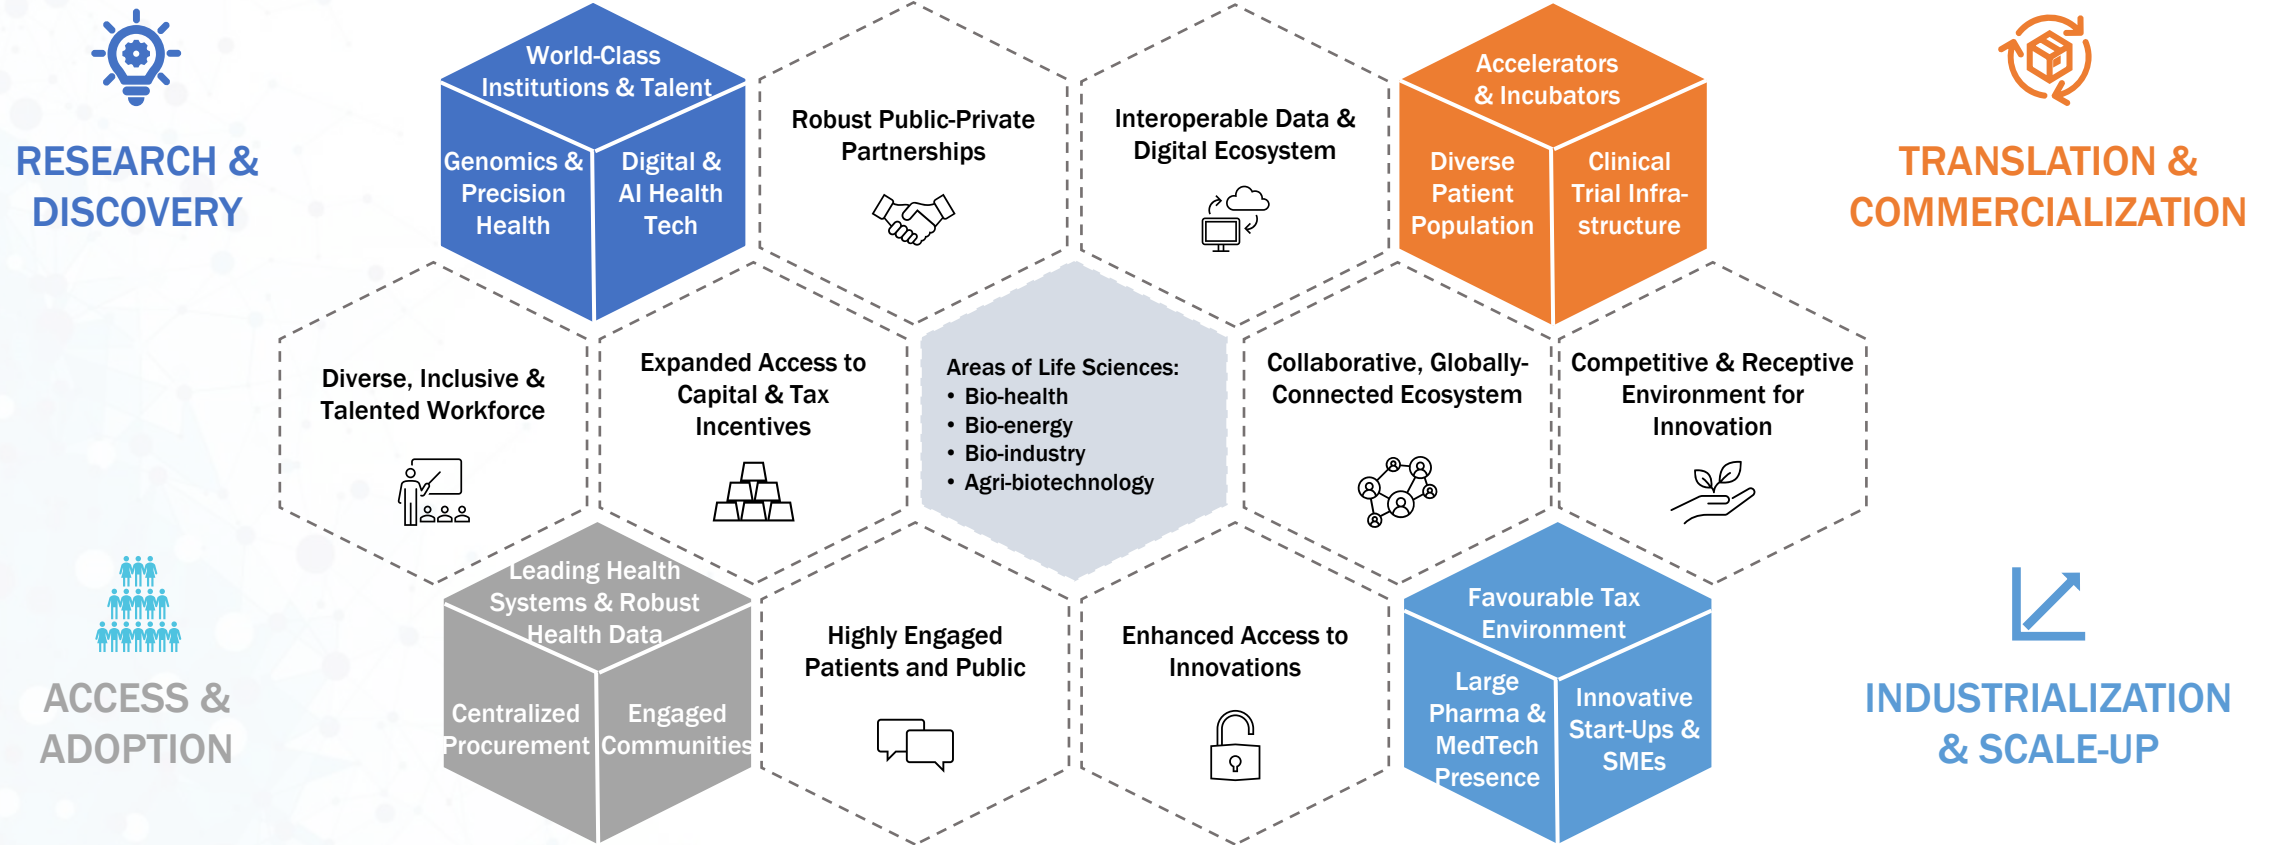 RESEARCH &
DISCOVERY
World-Class
Institutions & Talent
Genomics &
Precision
Health
Digital &
AI Health
Tech
Robust Public-Private
Partnerships
Interoperable Data &
Digital Ecosystem
Accelerators
& Incubators
Diverse
Patient
Population
Clinical
Trial Infra-
structure
TRANSLATION &
COMMERCIALIZATION
Diverse, Inclusive &
Talented Workforce
Expanded Access to
Capital & Tax
Incentives
Areas of Life Sciences:
• Bio-health
• Bio-energy
• Bio-industry
• Agri-biotechnology
Collaborative, Globally-
Connected Ecosystem
Competitive & Receptive
Environment for
Innovation
ACCESS &
ADOPTION
Leading Health
Systems & Robust
Health Data
Centralized
Procurement
Engaged
Communities
Highly Engaged
Patients and Public
Enhanced Access to
Innovations
Favourable Tax
Environment
Large
Pharma &
MedTech
Presence
Innovative
Start-Ups &
SMEs
INDUSTRIALIZATION
& SCALE-UP